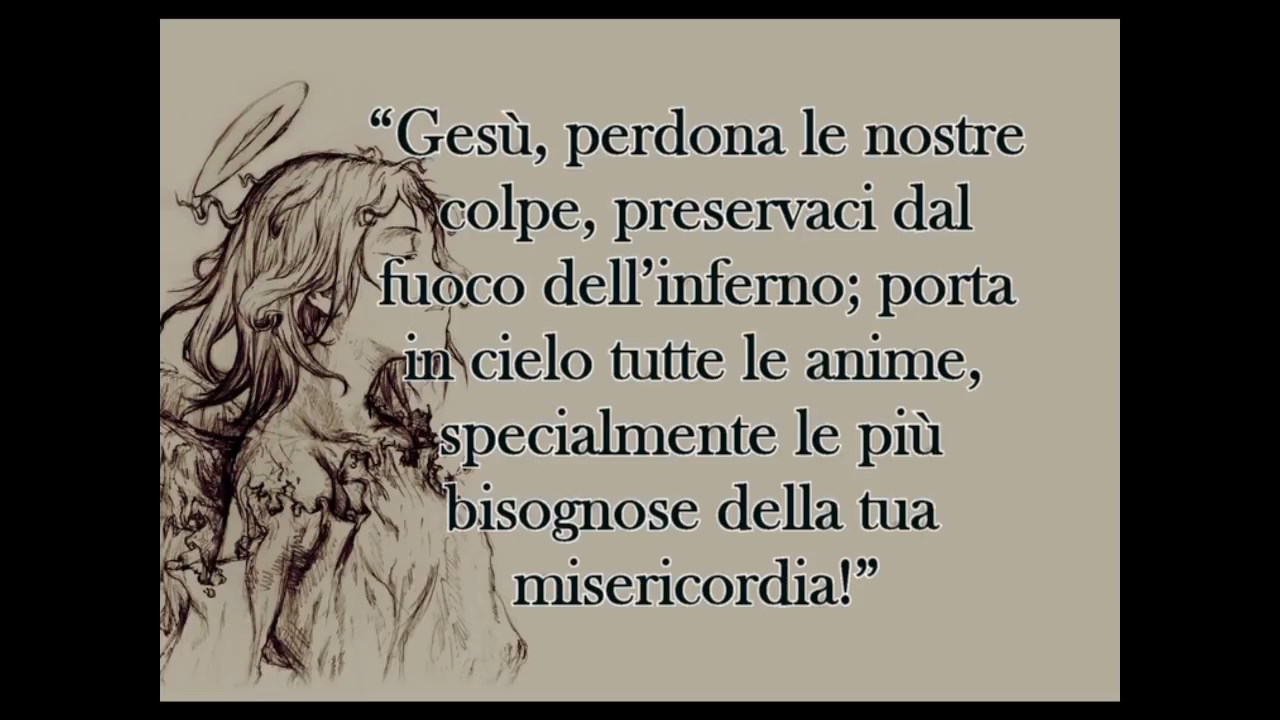 “Gesù, perdona le nostre
colpe, preservaci dal
fuoco dell’inferno; porta
in cielo tutte le anime,
specialmente le più
bisognose della tua
misericordia!”